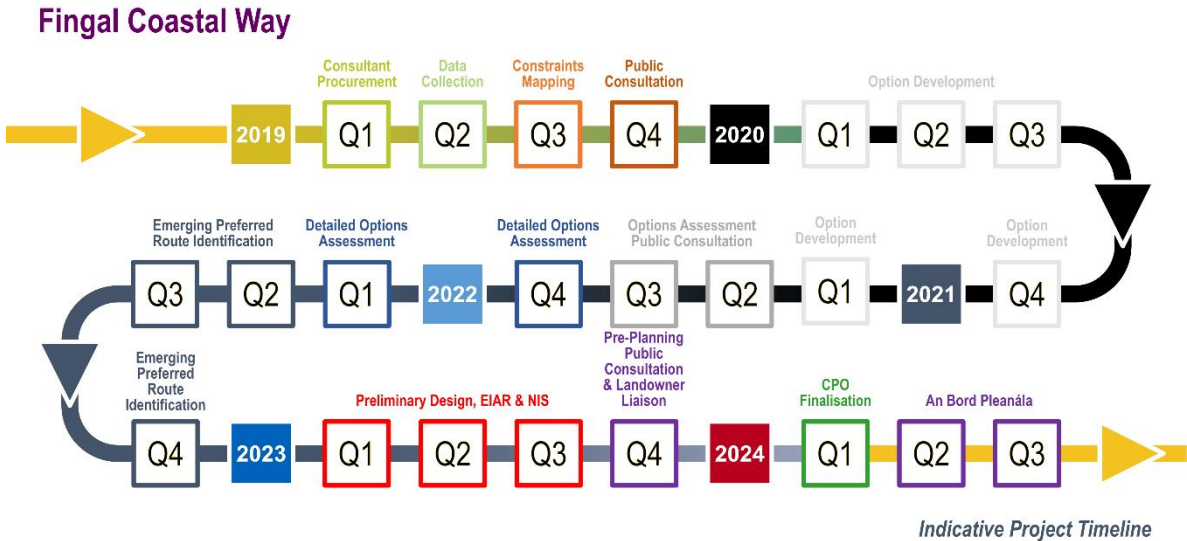 Fingal Coastal Way
Consultant
Procurement
Data
Collection
Constraints
Mapping
Public
Consultation
Option Development
2019
Q1
Q2
Q3
Q4
2020
Q1
Q2
Q3
Emerging Preferred
Route Identification
Detailed Options
Assessment
Detailed Options
Assessment
Options Assessment
Public Consultation
Option
Development
Option
Development
Q3
Q2
Q1
2022
Q4
Q3
Q2
Q1
2021
Q4
Emerging
Preferred
Route
Identification
Preliminary Design, EIAR & NIS
Pre-Planning
Public
Consultation
& Landowner
Liaison
CPO
Finalisation
An Bord Pleanála
Q4
2023
Q1
Q2
Q3
Q4
2024
Q1
Q2
Q3
Indicative Project Timeline